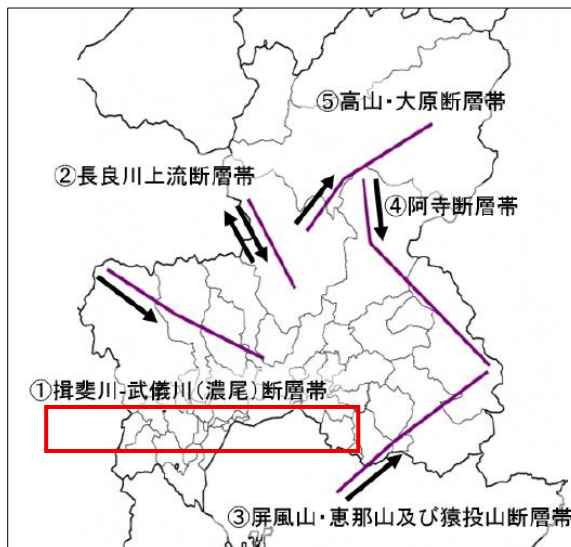 ⑤高山・大原断層帯
②長良川上流断層帯
④阿寺断層帯
①揖斐川-武儀川(濃尾)断層帯
③屏風山・恵那山及び猿投山断層帯